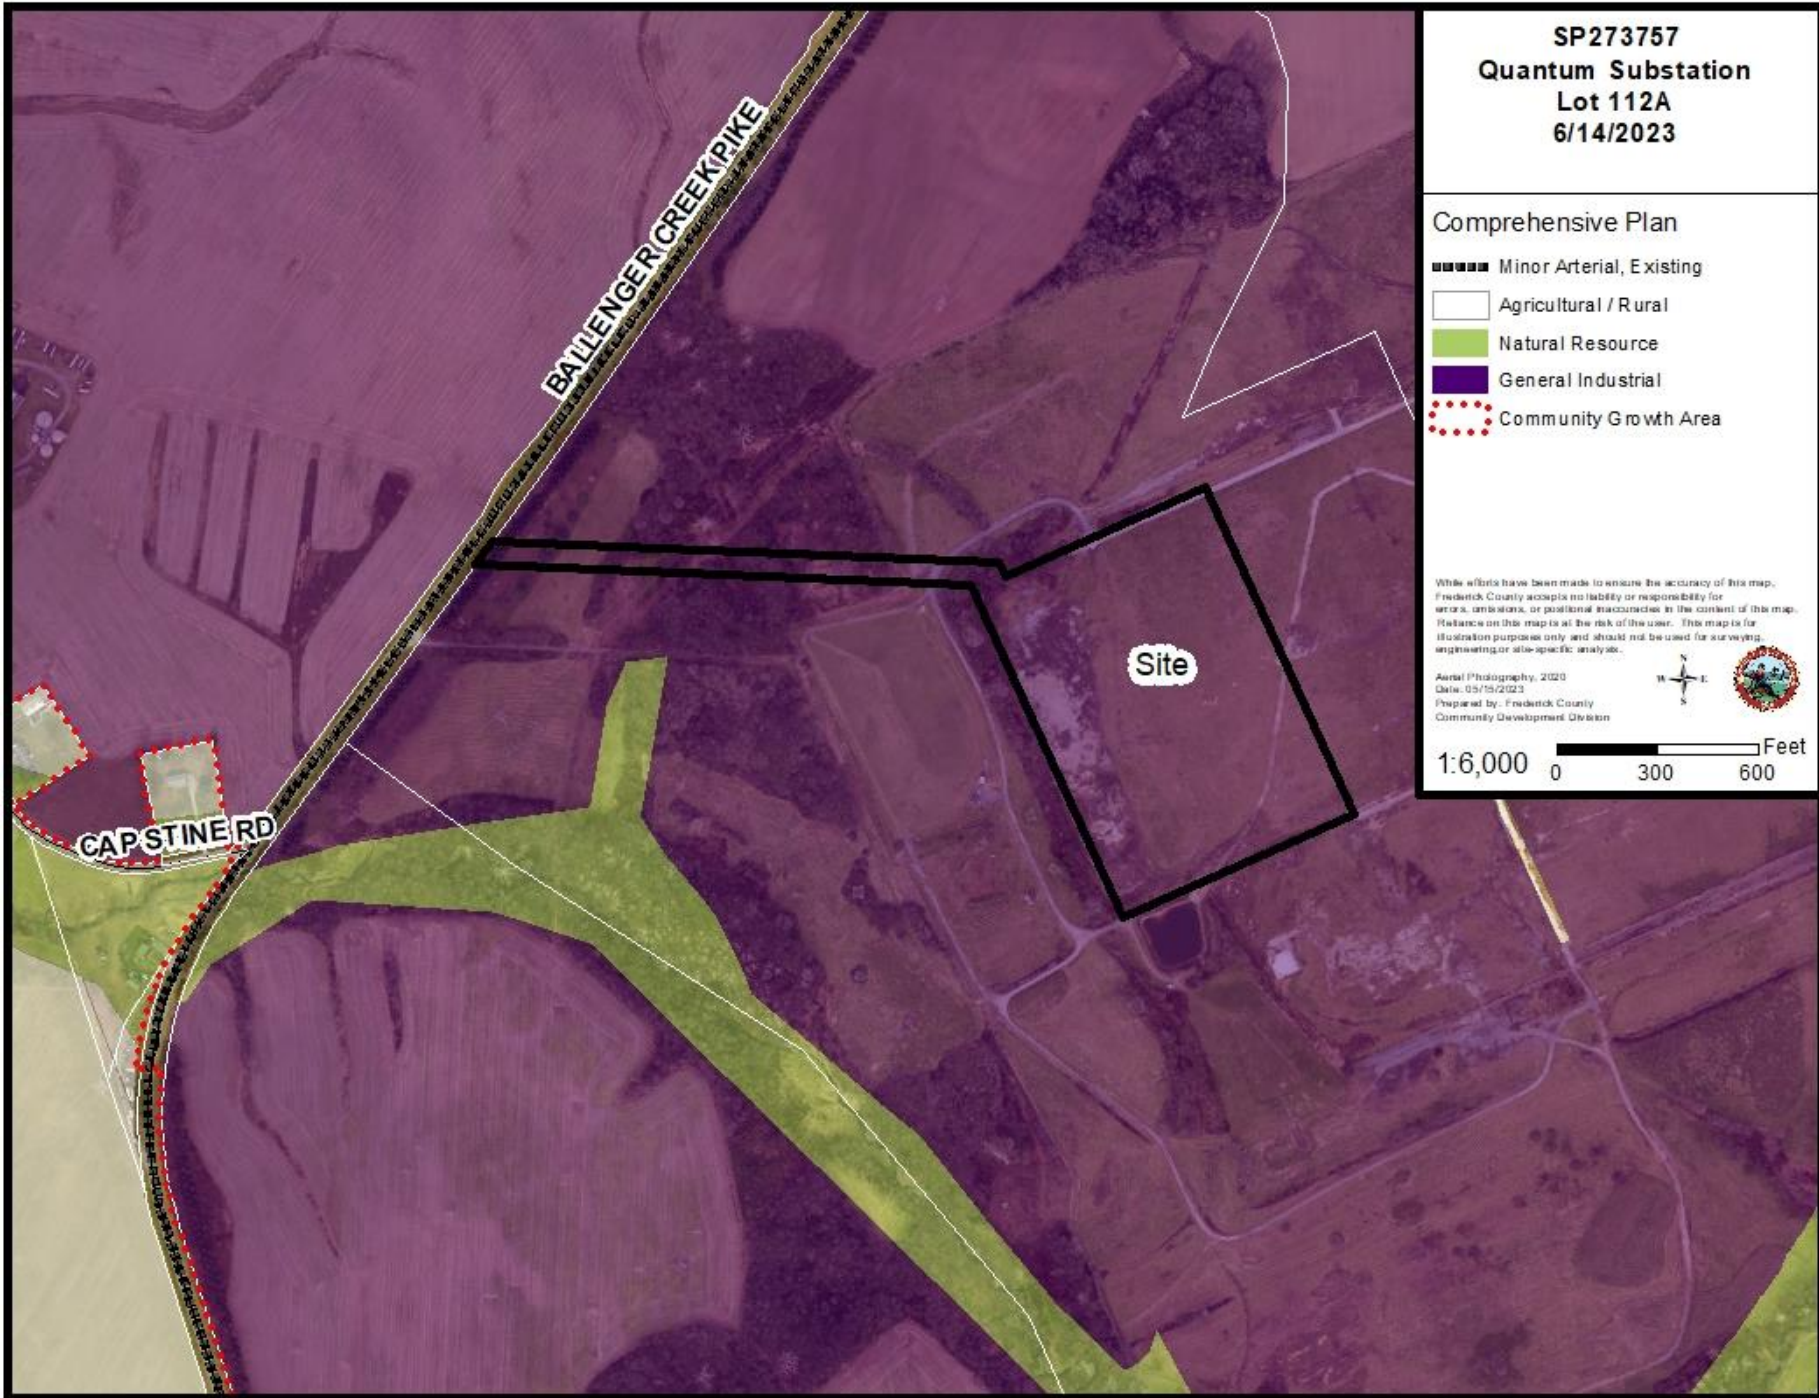 SP273757
Quantum Substation
Lot 112A
6/14/2023
Comprehensive Plan
Minor Arterial, Existing
Agricultural / Rural
Natural Resource
General Industrial
Community Growth Area
While efforts have been made to ensure the accuracy of this map,
Frederick County accepts no liability or responsibility for
errors, omissions, or positional inaccuracies in the content of this map.
Reliance on this map is at the risk of the user. This map is for
illustration purposes only and should not be used for surveying,
engineering,or site-specific analysis.
Aerial Photography, 2020
Date: 05/15/2023
Prepared by: Frederick County
Community Development Division
N
W E
S
1:6,000
Feet
0 300 600
BALLENGER CREEK PIKE
Site
CAP STINE RD